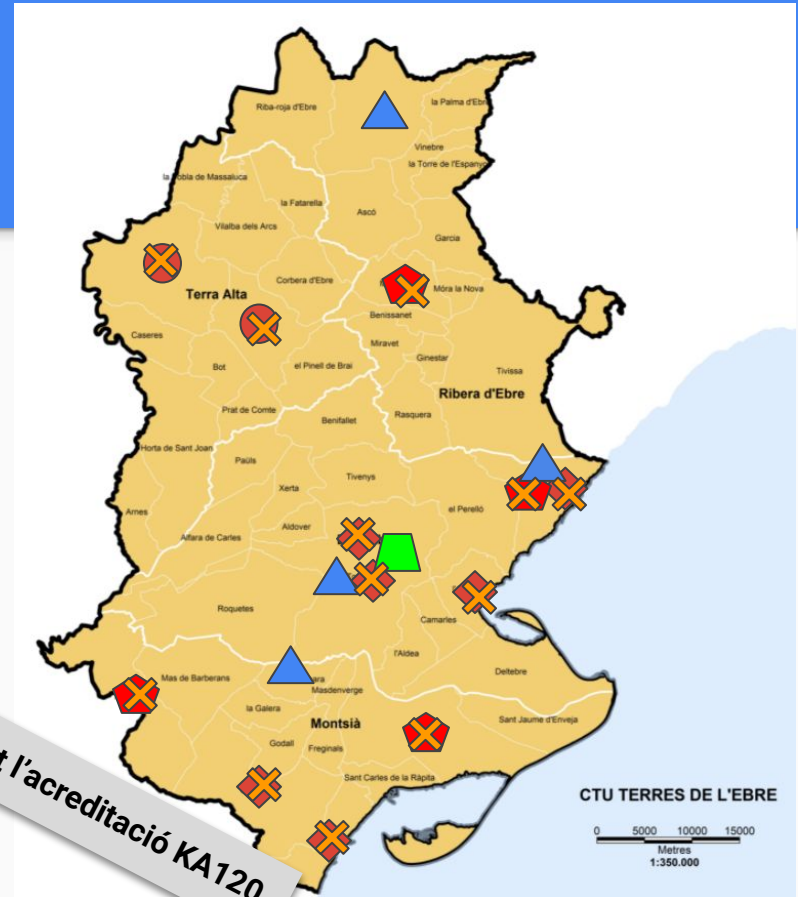 Riba-roja d'Ebre
la Palma d'Ebr
Vinebre
la Torre de l'Espany
la Pobla de Massaluca
la Fatarella
Ascó
Vilalba dels Arcs
Garcia
Corbera d'Ebre
Móra la Nova
Terra Alta
Benissanet
Caseres
Miravet
Ginestar
Bot
el Pinell de Brai
Tivissa
Ribera d'Ebre
Prat de Comte
Rasquera
Benifallet
Horta de Sant Joan
Paüls
Tivenys
Xerta
Arnes
el Perelló
Aldover
Alfara de Carles
Roquetes
Camarles
l'Aldea
Deltebre
Mas de Barberans
ara
Masdenverge
la Galera
Sant Jaume d'Enveja
Montsià
Godall
Freginals
Sant Carles de la Ràpita
t l'acreditació KA120
CTU TERRES DE L'EBRE
0 5000 10000 15000
Metres
1:350.000